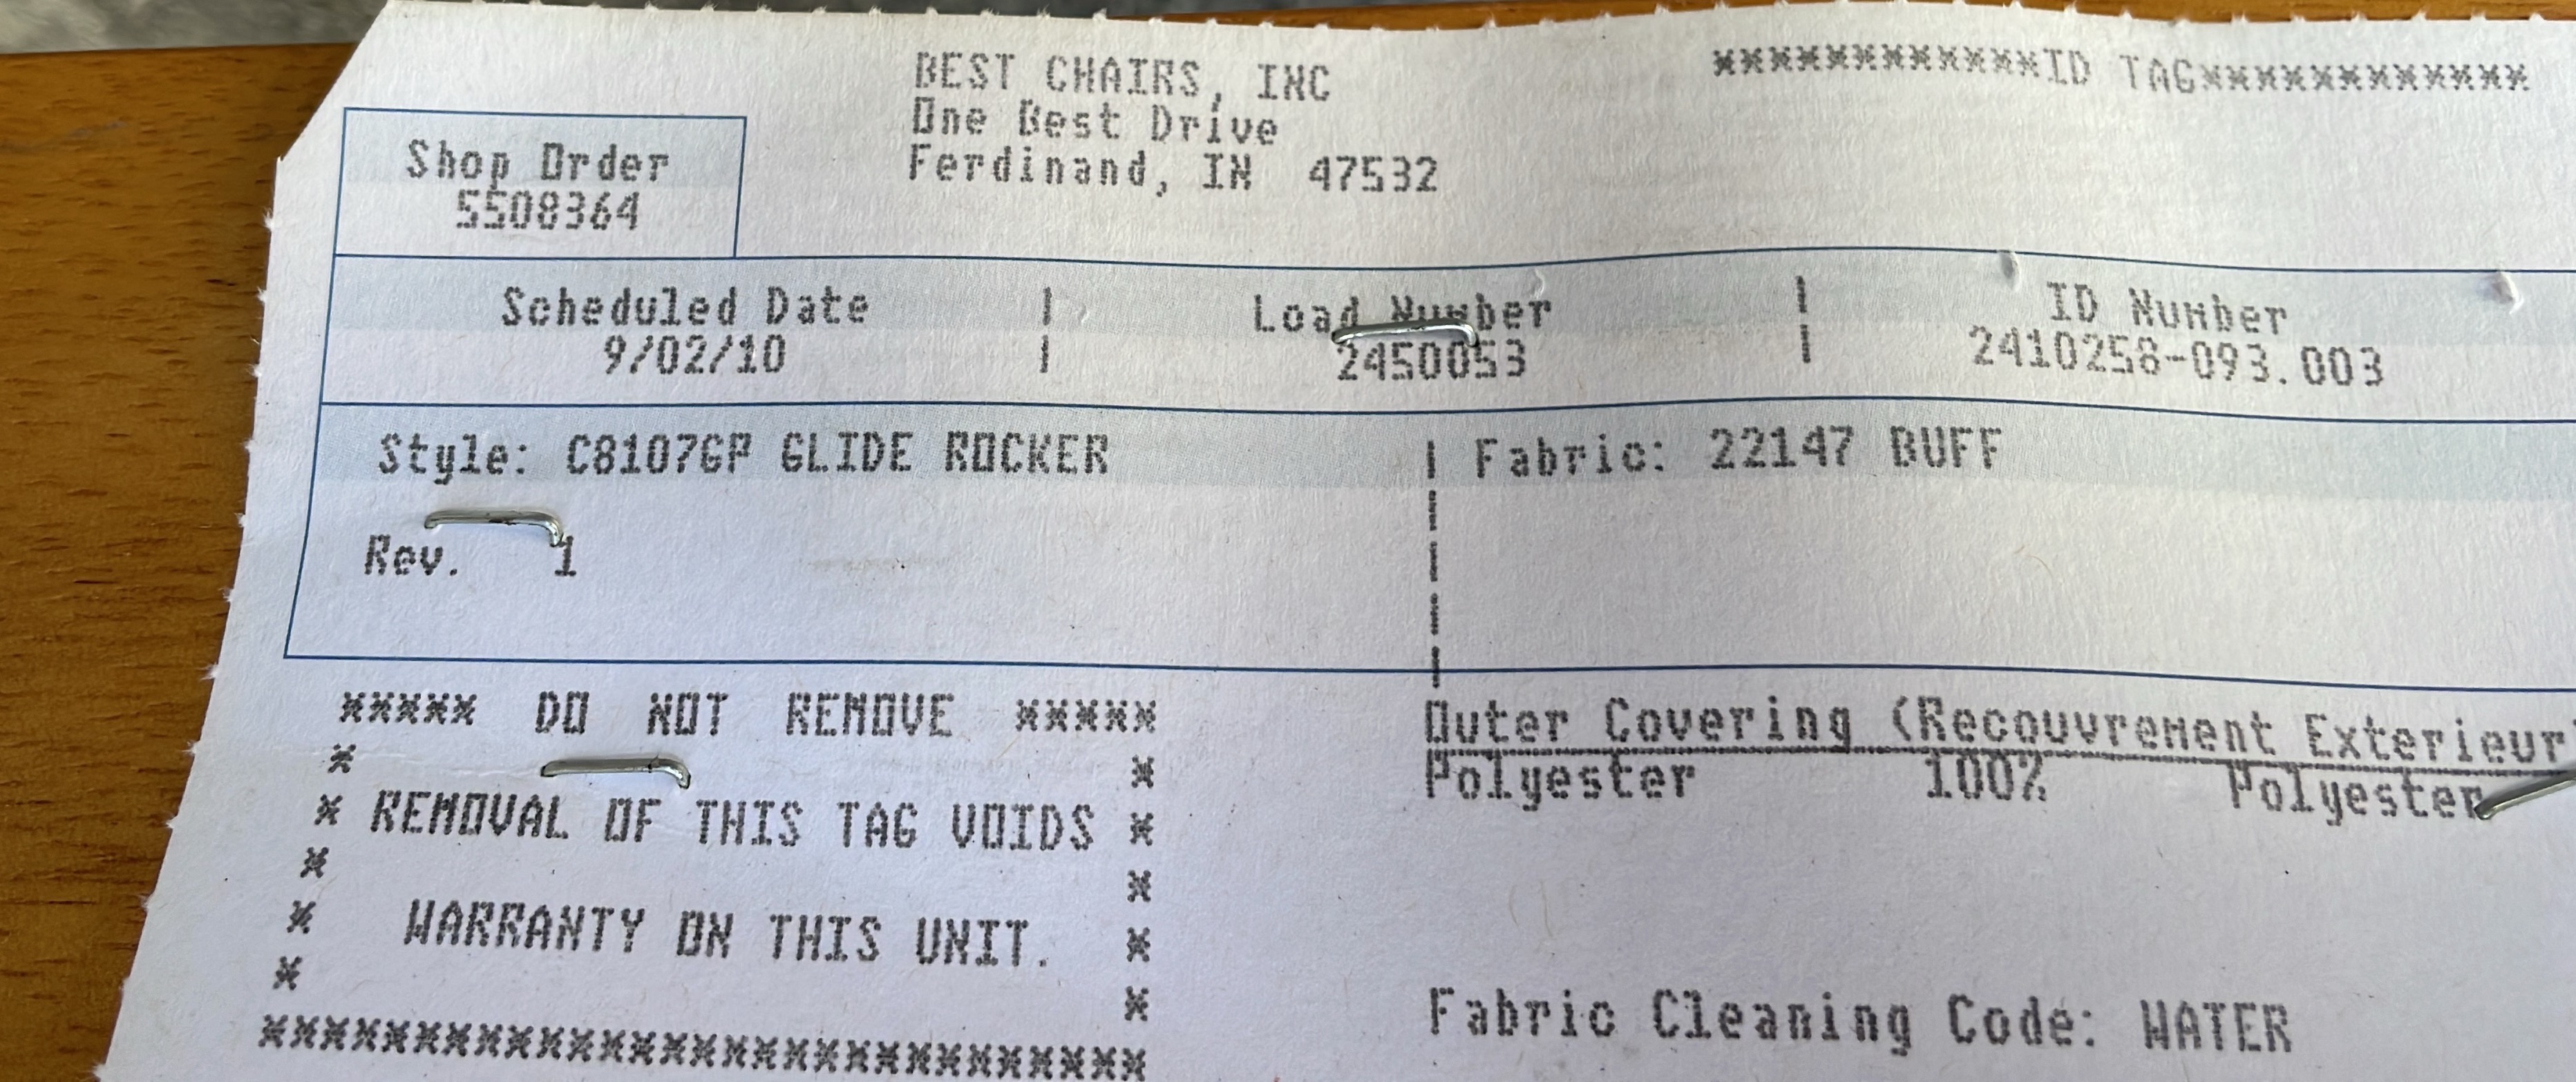 BEST CHAIRS, INC
One Best Drive
Ferdinand, IN 47532
************ID TAG************
Shop Order
5508364
Scheduled Date | Load Number | ID Number
9/02/10 | 2450053 | 2410258-093.003
Style: C8107GP GLIDE ROCKER | Fabric: 22147 BUFF
Rev. 1
***** DO NOT REMOVE *****
* REMOVAL OF THIS TAG VOIDS *
* WARRANTY ON THIS UNIT. *
*****************************
Outer Covering (Recouvrement Exterieur)
Polyester 100% Polyester
Fabric Cleaning Code: WATER